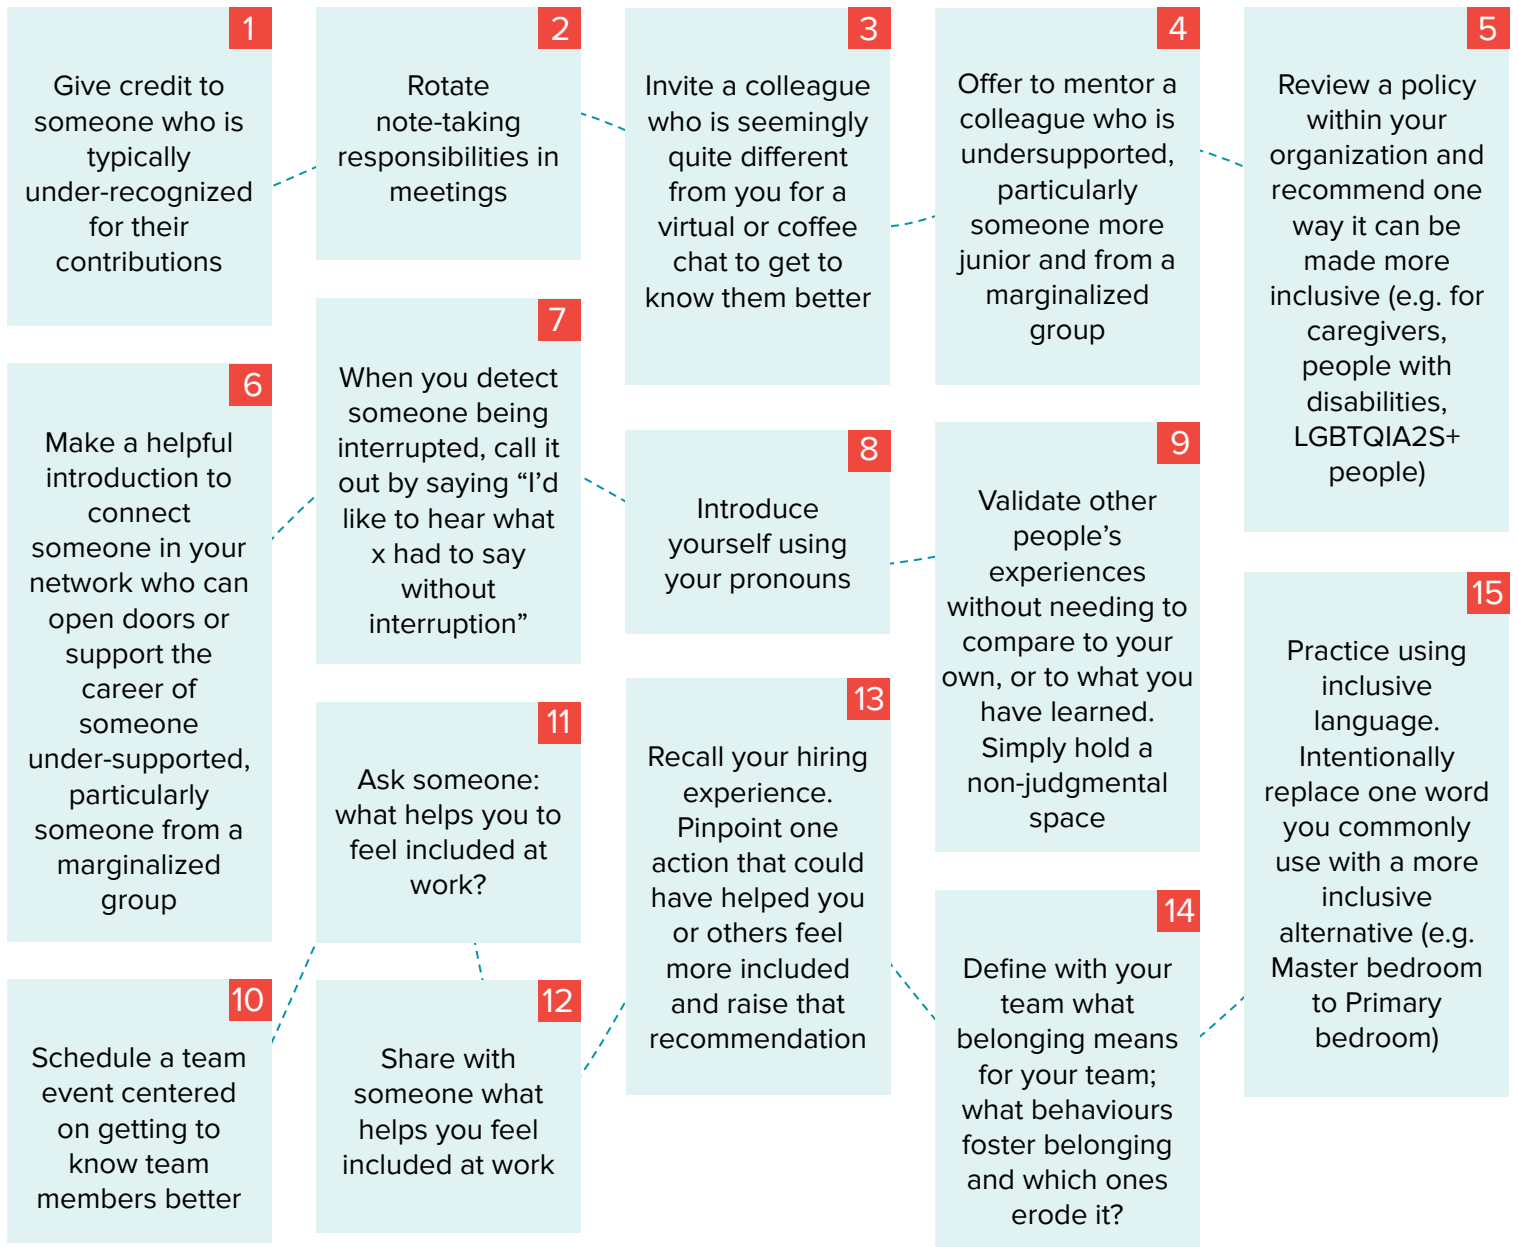 1
Give credit to
someone who is
typically
under-recognized
for their
contributions
2
Rotate
note-taking
responsibilities in
meetings
3
Invite a colleague
who is seemingly
quite different
from you for a
virtual or coffee
chat to get to
know them better
4
Offer to mentor a
colleague who is
undersupported,
particularly
someone more
junior and from a
marginalized
group
5
Review a policy
within your
organization and
recommend one
way it can be
made more
inclusive (e.g. for
caregivers,
people with
disabilities,
LGBTQIA2S+
people)
6
Make a helpful
introduction to
connect
someone in your
network who can
open doors or
support the
career of
someone
under-supported,
particularly
someone from a
marginalized
group
7
When you detect
someone being
interrupted, call it
out by saying “I’d
like to hear what
x had to say
without
interruption”
8
Introduce
yourself using
your pronouns
9
Validate other
people’s
experiences
without needing to
compare to your
own, or to what you
have learned.
Simply hold a
non-judgmental
space
10
Schedule a team
event centered
on getting to
know team
members better
11
Ask someone:
what helps you to
feel included at
work?
12
Share with
someone what
helps you feel
included at work
13
Recall your hiring
experience.
Pinpoint one
action that could
have helped you
or others feel
more included
and raise that
recommendation
14
Define with your
team what
belonging means
for your team;
what behaviours
foster belonging
and which ones
erode it?
15
Practice using
inclusive
language.
Intentionally
replace one word
you commonly
use with a more
inclusive
alternative (e.g.
Master bedroom
to Primary
bedroom)